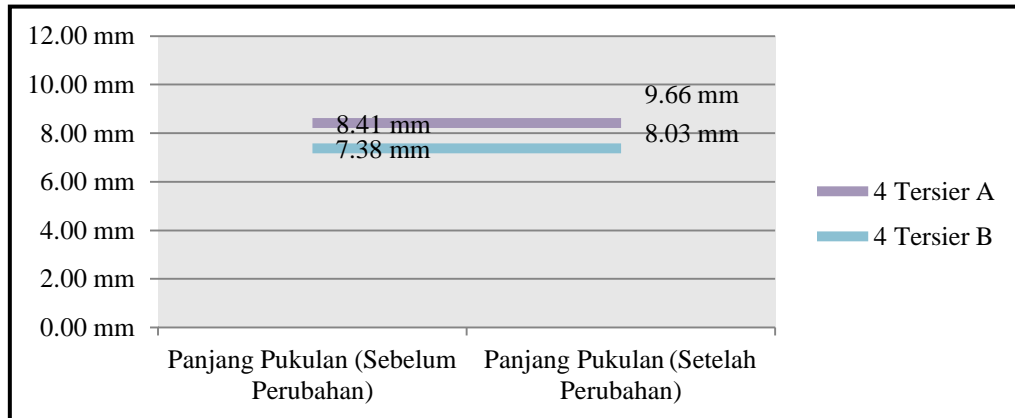 12.00 mm
10.00 mm
8.00 mm
6.00 mm
4.00 mm
2.00 mm
0.00 mm
9.66 mm
8.41 mm
8.03 mm
7.38 mm
Panjang Pukulan (Sebelum
Perubahan)
Panjang Pukulan (Setelah
Perubahan)
4 Tersier A
4 Tersier B